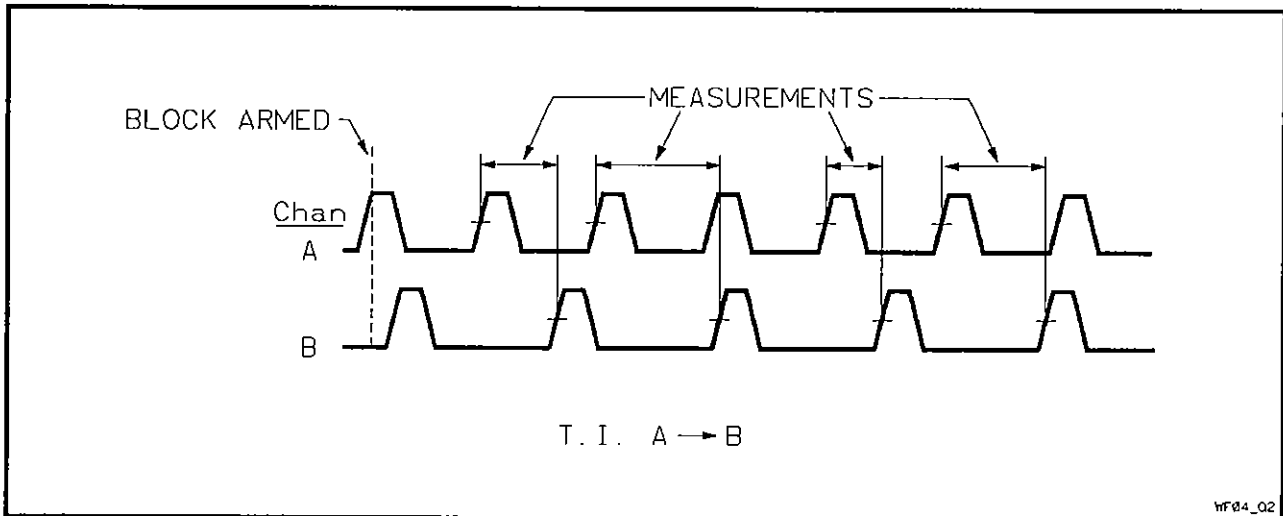 MEASUREMENTS
BLOCK ARMED
Chan
A
B
T.I. A → B
WF04_02